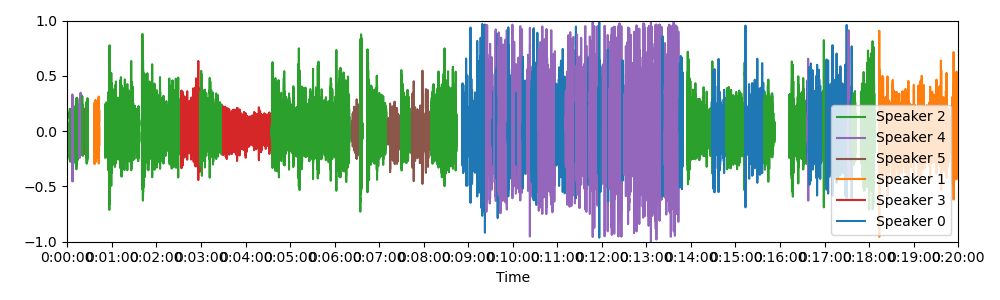 1.0
0.5
0.0
−0.5
−1.0
Speaker 2
Speaker 4
Speaker 5
Speaker 1
Speaker 3
Speaker 0
0:00:00 0:01:00 0:02:00 0:03:00 0:04:00 0:05:00 0:06:00 0:07:00 0:08:00 0:09:00 0:10:00 0:11:00 0:12:00 0:13:00 0:14:00 0:15:00 0:16:00 0:17:00 0:18:00 0:19:00 0:20:00
Time